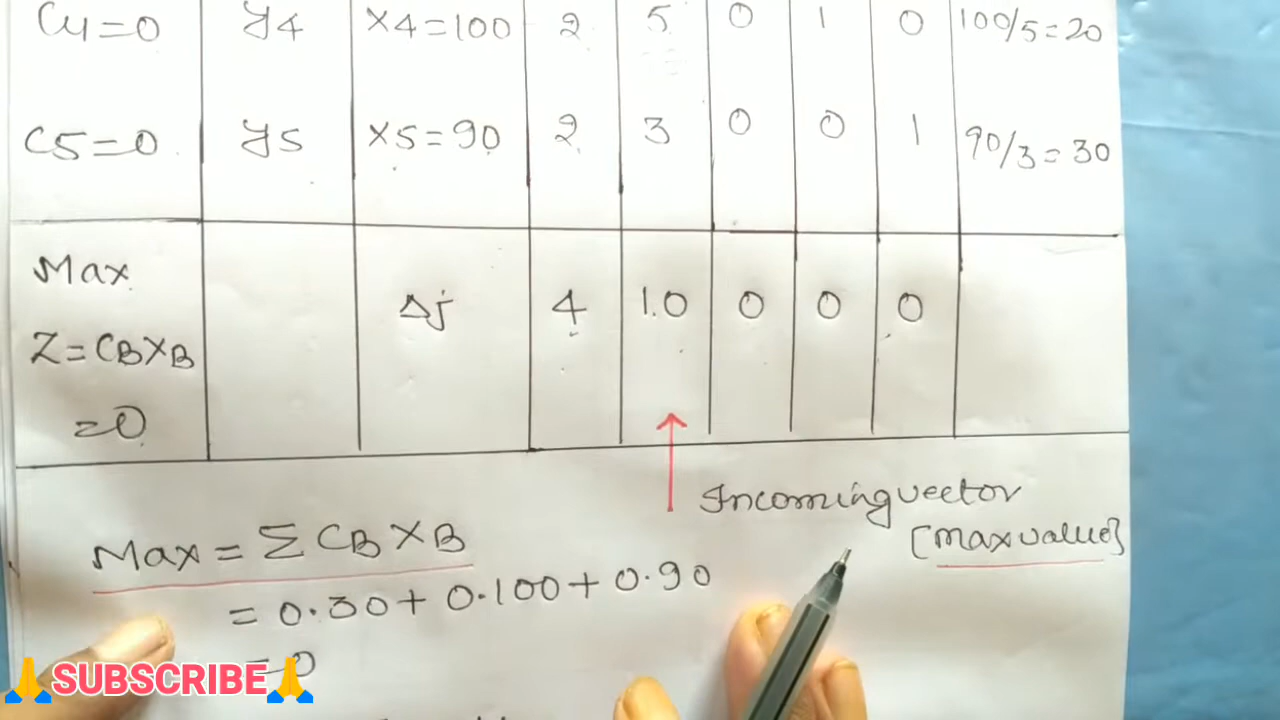 C4=0 y4 x4=100 2 5 0 1 0 100/5=20
C5=0 y5 x5=90 2 3 0 0 1 90/3=30
Max Δj 4 10 0 0 0
Z=CBXB
=0
Incoming vector
[max value]
Max = Σ CB XB
= 0.30+0.100+0.90
=0
🙏SUBSCRIBE🙏